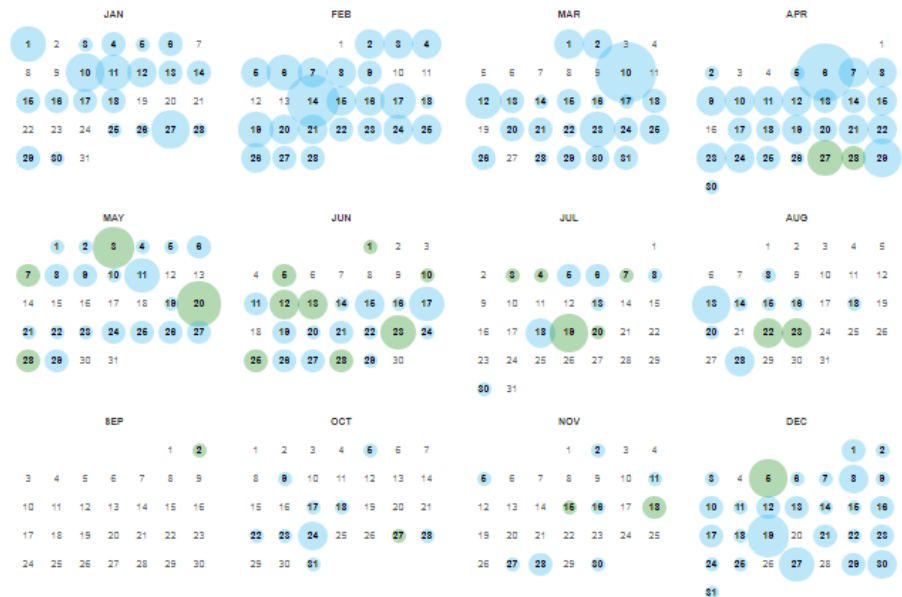 JAN
1 2 3 4 5 6 7
8 9 10 11 12 13 14
15 16 17 18 19 20 21
22 23 24 25 26 27 28
29 30 31
FEB
1 2 3 4
5 6 7 8 9 10 11
12 13 14 15 16 17 18
19 20 21 22 23 24 25
26 27 28
MAR
1 2 3 4
5 6 7 8 9 10 11
12 13 14 15 16 17 18
19 20 21 22 23 24 25
26 27 28 29 30 31
APR
1
2 3 4 5 6 7 8
9 10 11 12 13 14 15
16 17 18 19 20 21 22
23 24 25 26 27 28 29
30
MAY
1 2 3 4 5 6
7 8 9 10 11 12 13
14 15 16 17 18 19 20
21 22 23 24 25 26 27
28 29 30 31
JUN
1 2 3
4 5 6 7 8 9 10
11 12 13 14 15 16 17
18 19 20 21 22 23 24
25 26 27 28 29 30
JUL
1
2 3 4 5 6 7 8
9 10 11 12 13 14 15
16 17 18 19 20 21 22
23 24 25 26 27 28 29
30 31
AUG
1 2 3 4 5
6 7 8 9 10 11 12
13 14 15 16 17 18 19
20 21 22 23 24 25 26
27 28 29 30 31
SEP
1 2
3 4 5 6 7 8 9
10 11 12 13 14 15 16
17 18 19 20 21 22 23
24 25 26 27 28 29 30
OCT
1 2 3 4 5 6 7
8 9 10 11 12 13 14
15 16 17 18 19 20 21
22 23 24 25 26 27 28
29 30 31
NOV
1 2 3 4
5 6 7 8 9 10 11
12 13 14 15 16 17 18
19 20 21 22 23 24 25
26 27 28 29 30
DEC
1 2
3 4 5 6 7 8 9
10 11 12 13 14 15 16
17 18 19 20 21 22 23
24 25 26 27 28 29 30
31